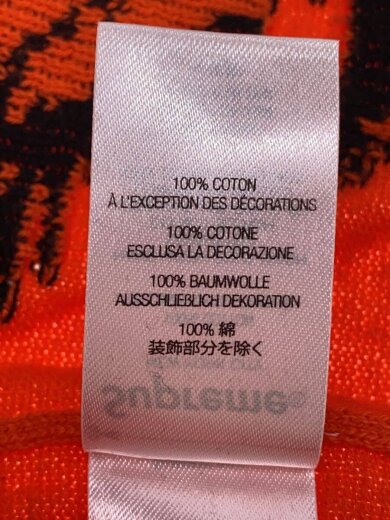 100% COTON
À L'EXCEPTION DES DÉCORATIONS
100% COTONE
ESCLUSA LA DECORAZIONE
100% BAUMWOLLE
AUSSCHLIEßLICH DEKORATION
100% 綿
装飾部分を除く
Supreme